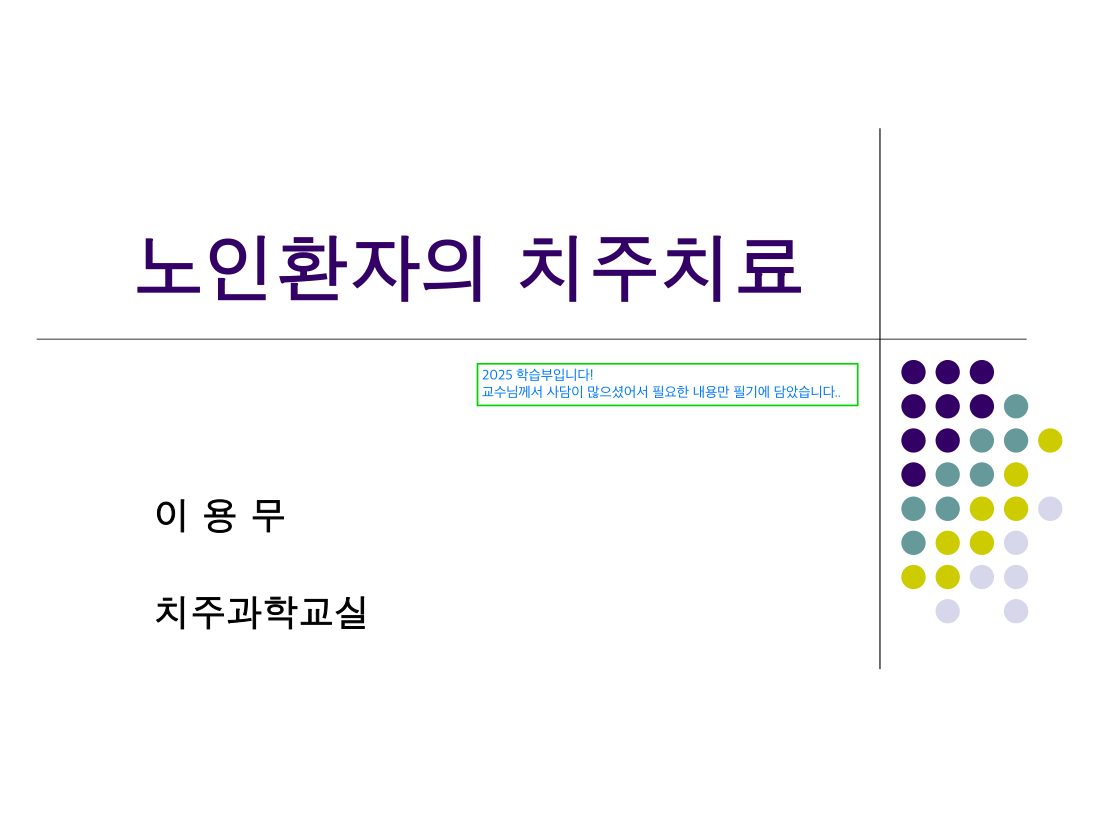 노인환자의 치주치료
2025 학습부입니다!
교수님께서 사담이 많으셨어서 필요한 내용만 필기에 담았습니다..
이 용 무
치주과학교실